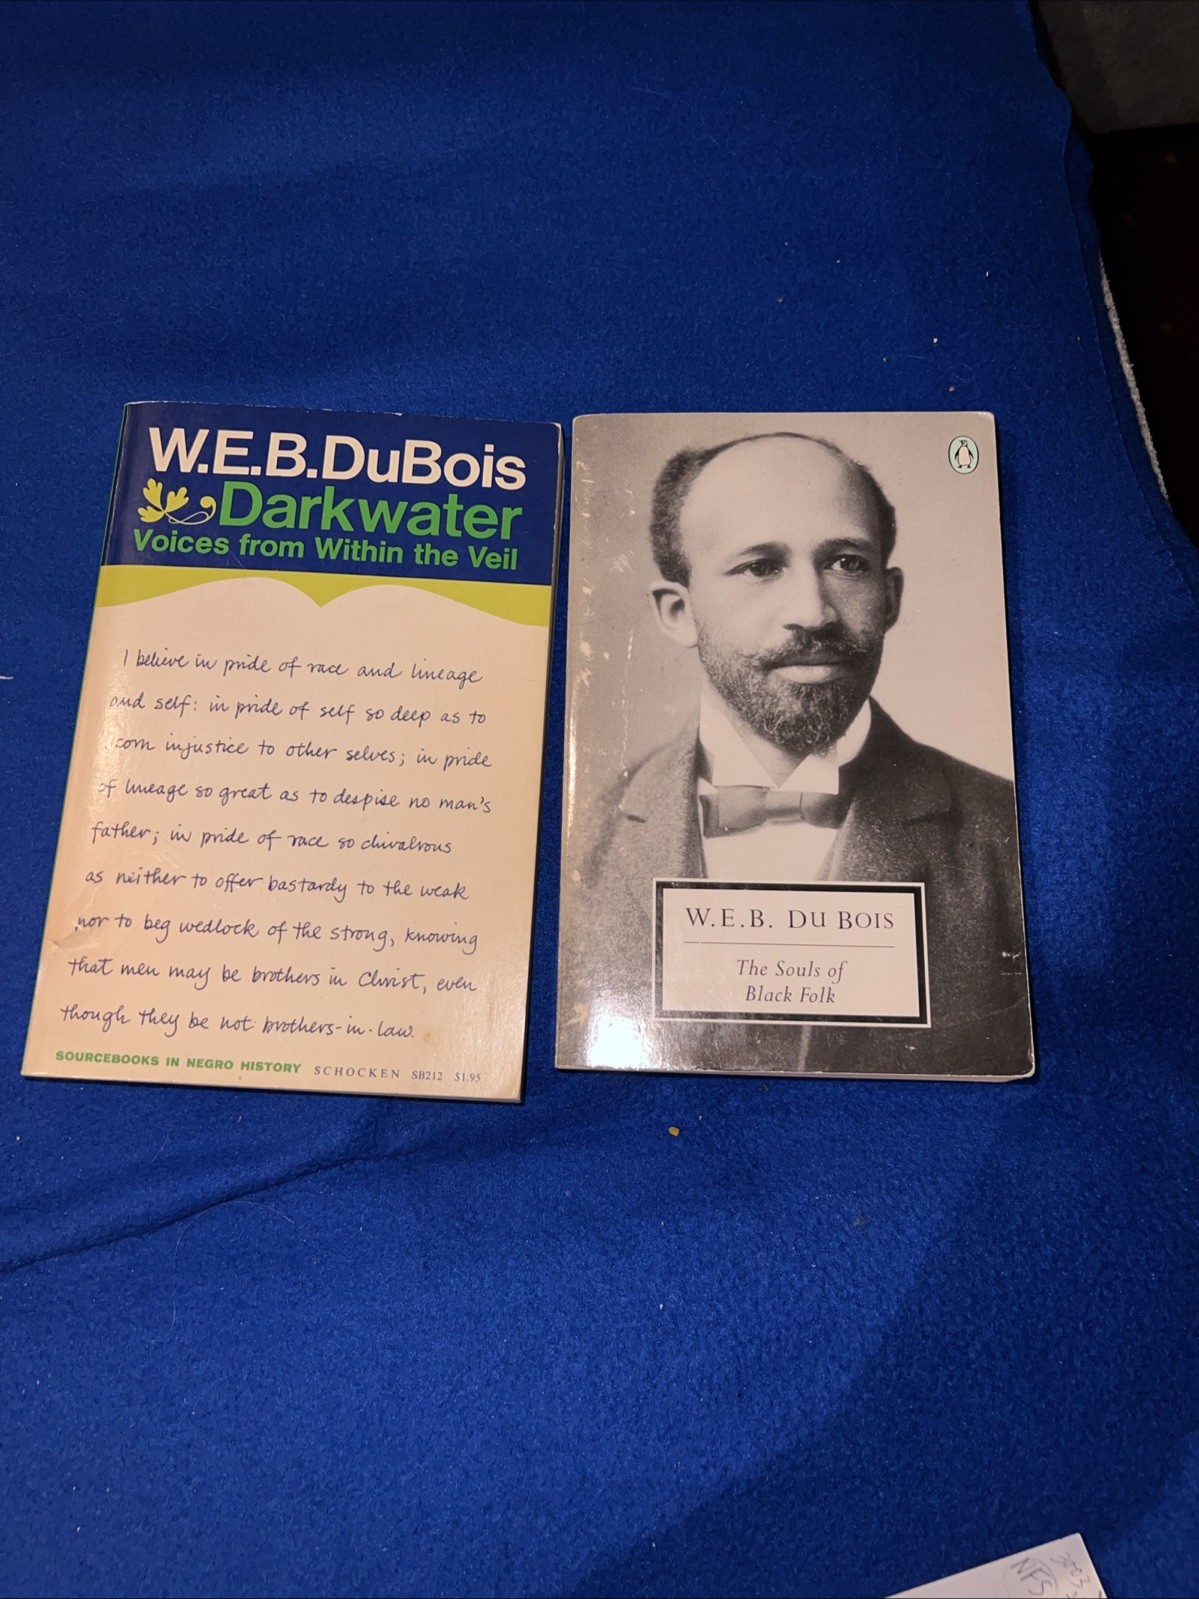 W.E.B.DuBois
Darkwater
Voices from Within the Veil
I believe in pride of race and lineage
and self: in pride of self so deep as to
corn injustice to other selves; in pride
of lineage so great as to despise no man's
father; in pride of race so chivalrous
as neither to offer bastardy to the weak
nor to beg wedlock of the strong, knowing
that men may be brothers in Christ, even
though they be not brothers-in-law.
SOURCEBOOKS IN NEGRO HISTORY SCHOCKEN SB212 $1.95
W.E.B. DU BOIS
The Souls of
Black Folk
NFS